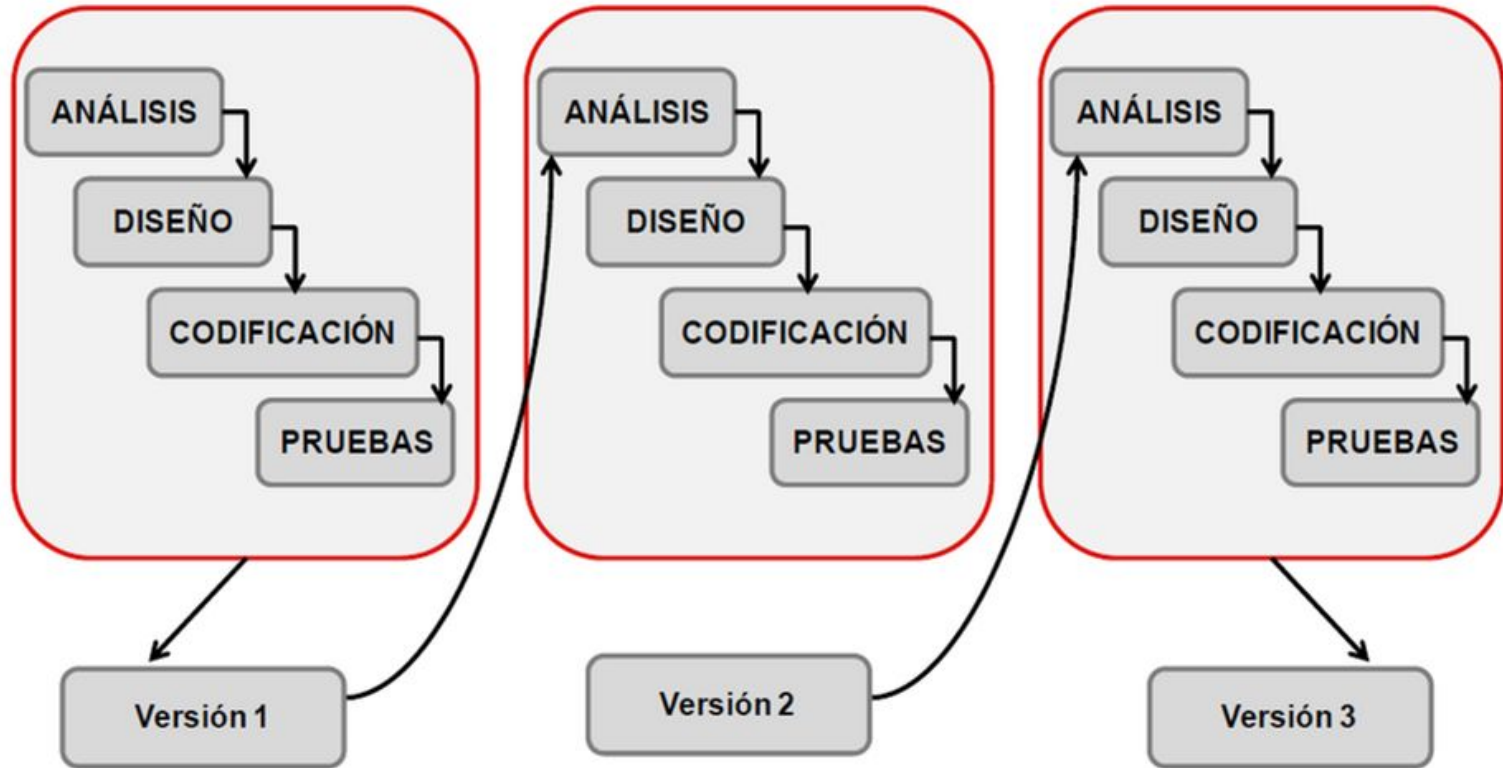 ANÁLISIS
DISEÑO
CODIFICACIÓN
PRUEBAS
Versión 1
ANÁLISIS
DISEÑO
CODIFICACIÓN
PRUEBAS
Versión 2
ANÁLISIS
DISEÑO
CODIFICACIÓN
PRUEBAS
Versión 3